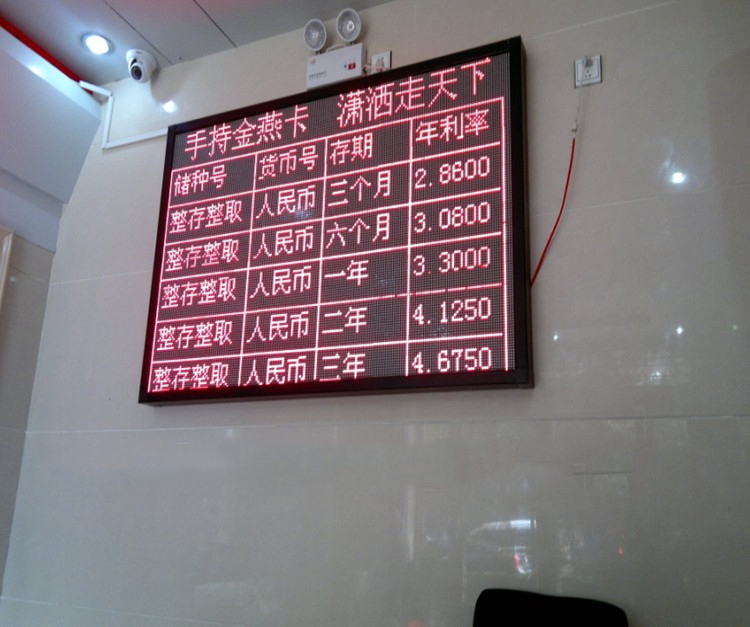 手持金燕卡 潇洒走天下
储种号 货币号 存期 年利率
整存整取 人民币 三个月 2.8600
整存整取 人民币 六个月 3.0800
整存整取 人民币 一年 3.3000
整存整取 人民币 二年 4.1250
整存整取 人民币 三年 4.6750